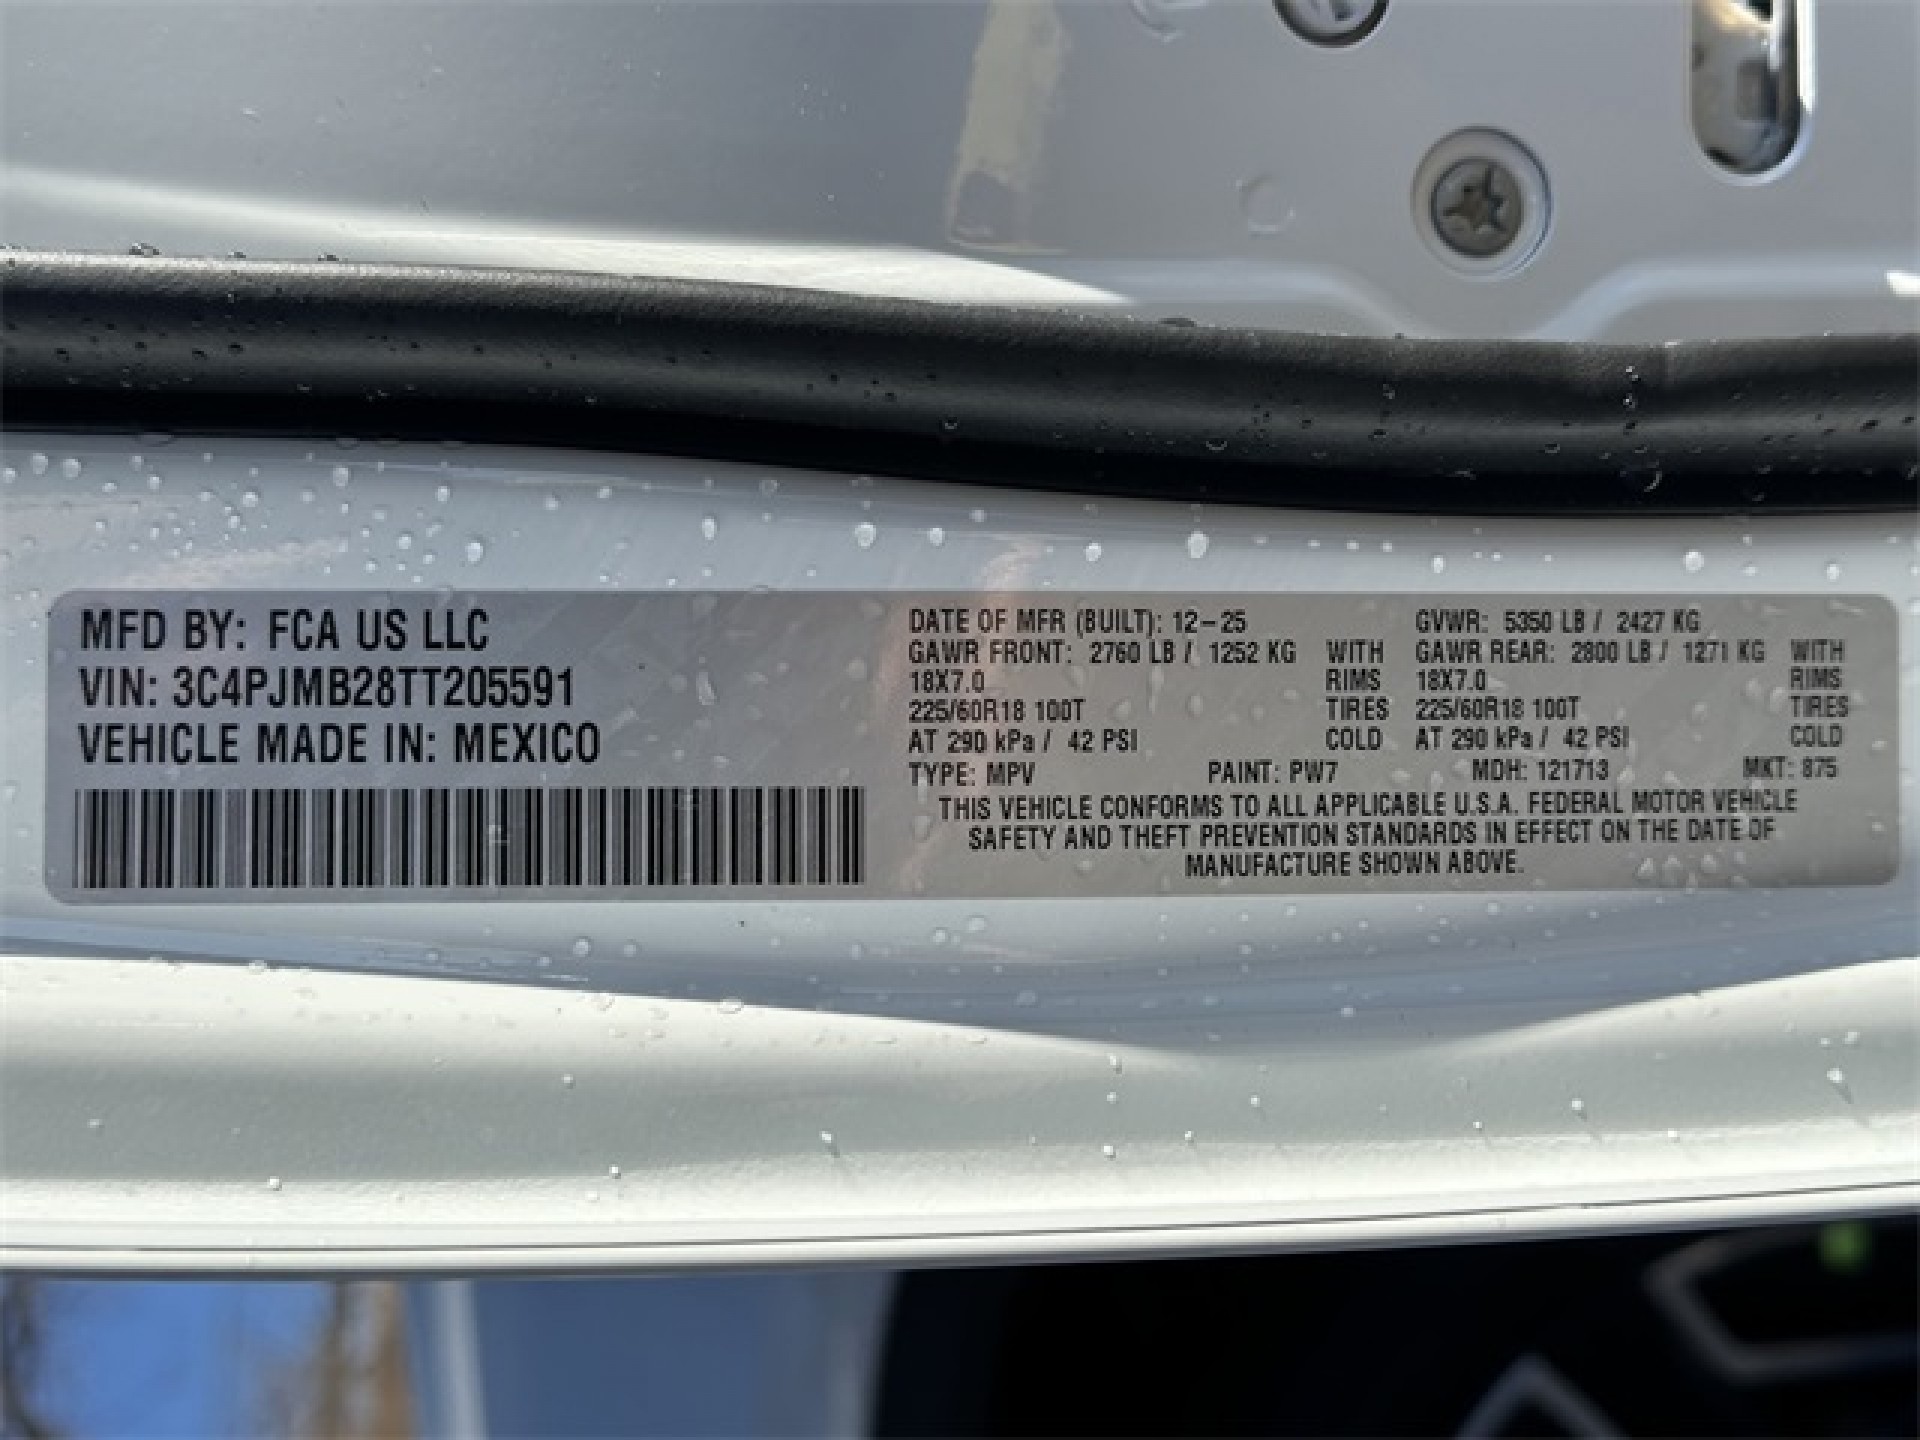 MFD BY: FCA US LLC
VIN: 3C4PJMB28TT205591
VEHICLE MADE IN: MEXICO
DATE OF MFR (BUILT): 12-25 GVWR: 5350 LB / 2427 KG
GAWR FRONT: 2760 LB / 1252 KG WITH GAWR REAR: 2800 LB / 1271 KG WITH
18X7.0 RIMS 18X7.0 RIMS
225/60R18 100T TIRES 225/60R18 100T TIRES
AT 290 kPa / 42 PSI COLD AT 290 kPa / 42 PSI COLD
TYPE: MPV PAINT: PW7 MDH: 121713 MKT: 875
THIS VEHICLE CONFORMS TO ALL APPLICABLE U.S.A. FEDERAL MOTOR VEHICLE
SAFETY AND THEFT PREVENTION STANDARDS IN EFFECT ON THE DATE OF
MANUFACTURE SHOWN ABOVE.